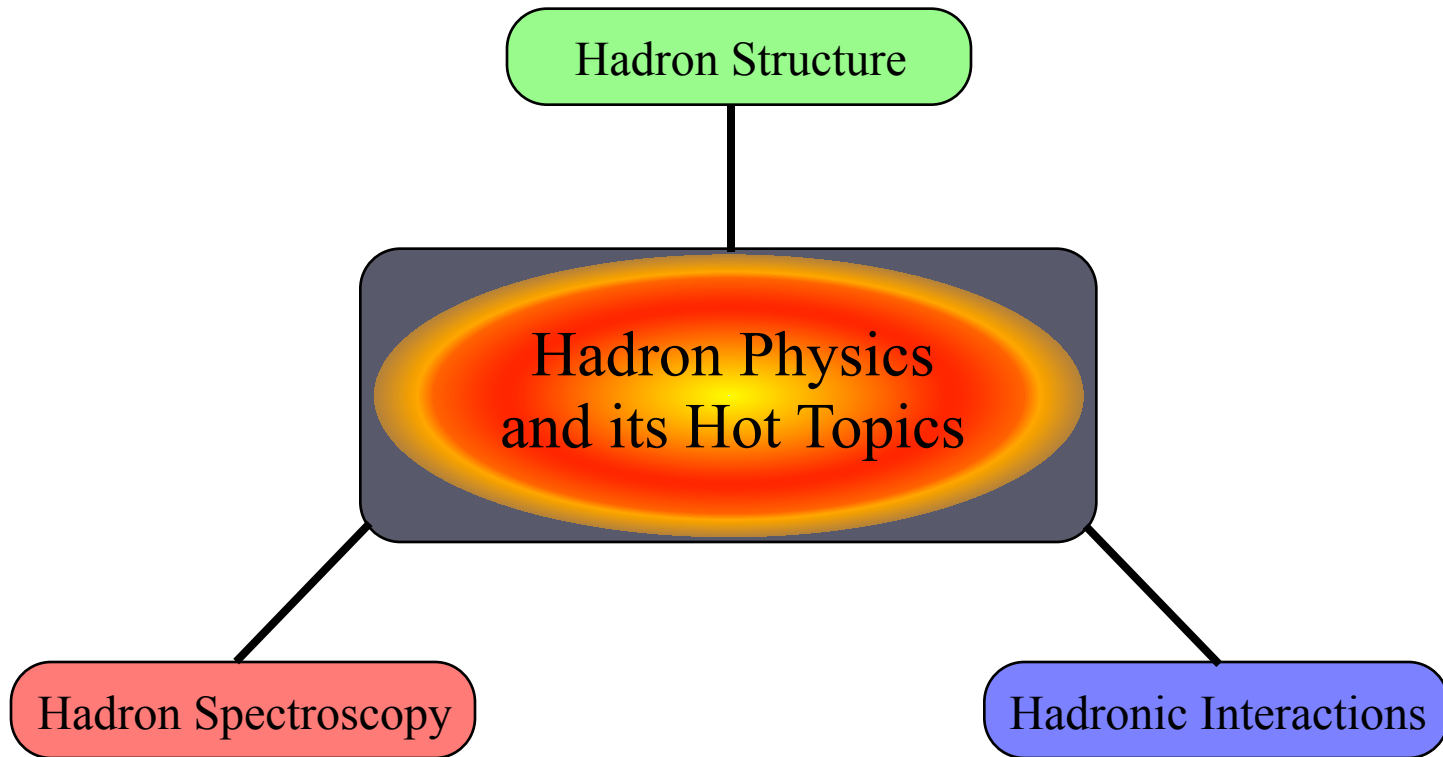 Hadron Structure
Hadron Physics
and its Hot Topics
Hadron Spectroscopy
Hadronic Interactions